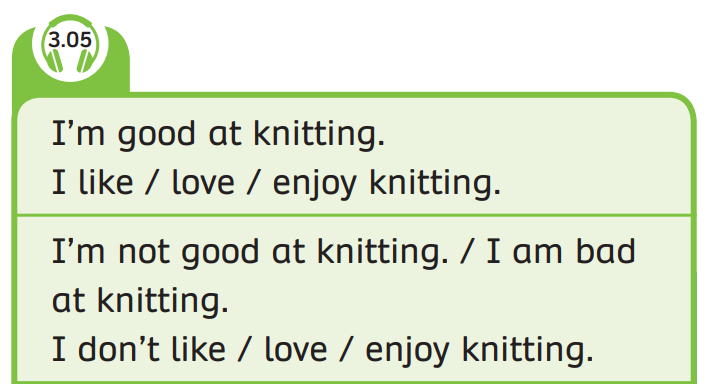 3.05
I’m good at knitting.
I like / love / enjoy knitting.
I’m not good at knitting. / I am bad
at knitting.
I don’t like / love / enjoy knitting.